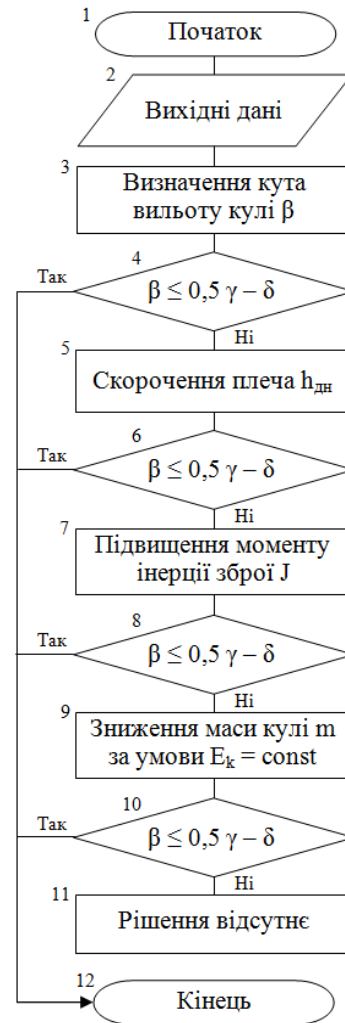 1
Початок
2
Вихідні дані
3
Визначення кута
вильоту кулі β
4
Так
β ≤ 0,5 γ – δ
Ні
5
Скорочення плеча hдн
6
Так
β ≤ 0,5 γ – δ
Ні
7
Підвищення моменту
інерції зброї J
8
Так
β ≤ 0,5 γ – δ
Ні
9
Зниження маси кулі m
за умови Ek = const
10
Так
β ≤ 0,5 γ – δ
Ні
11
Рішення відсутнє
12
Кінець